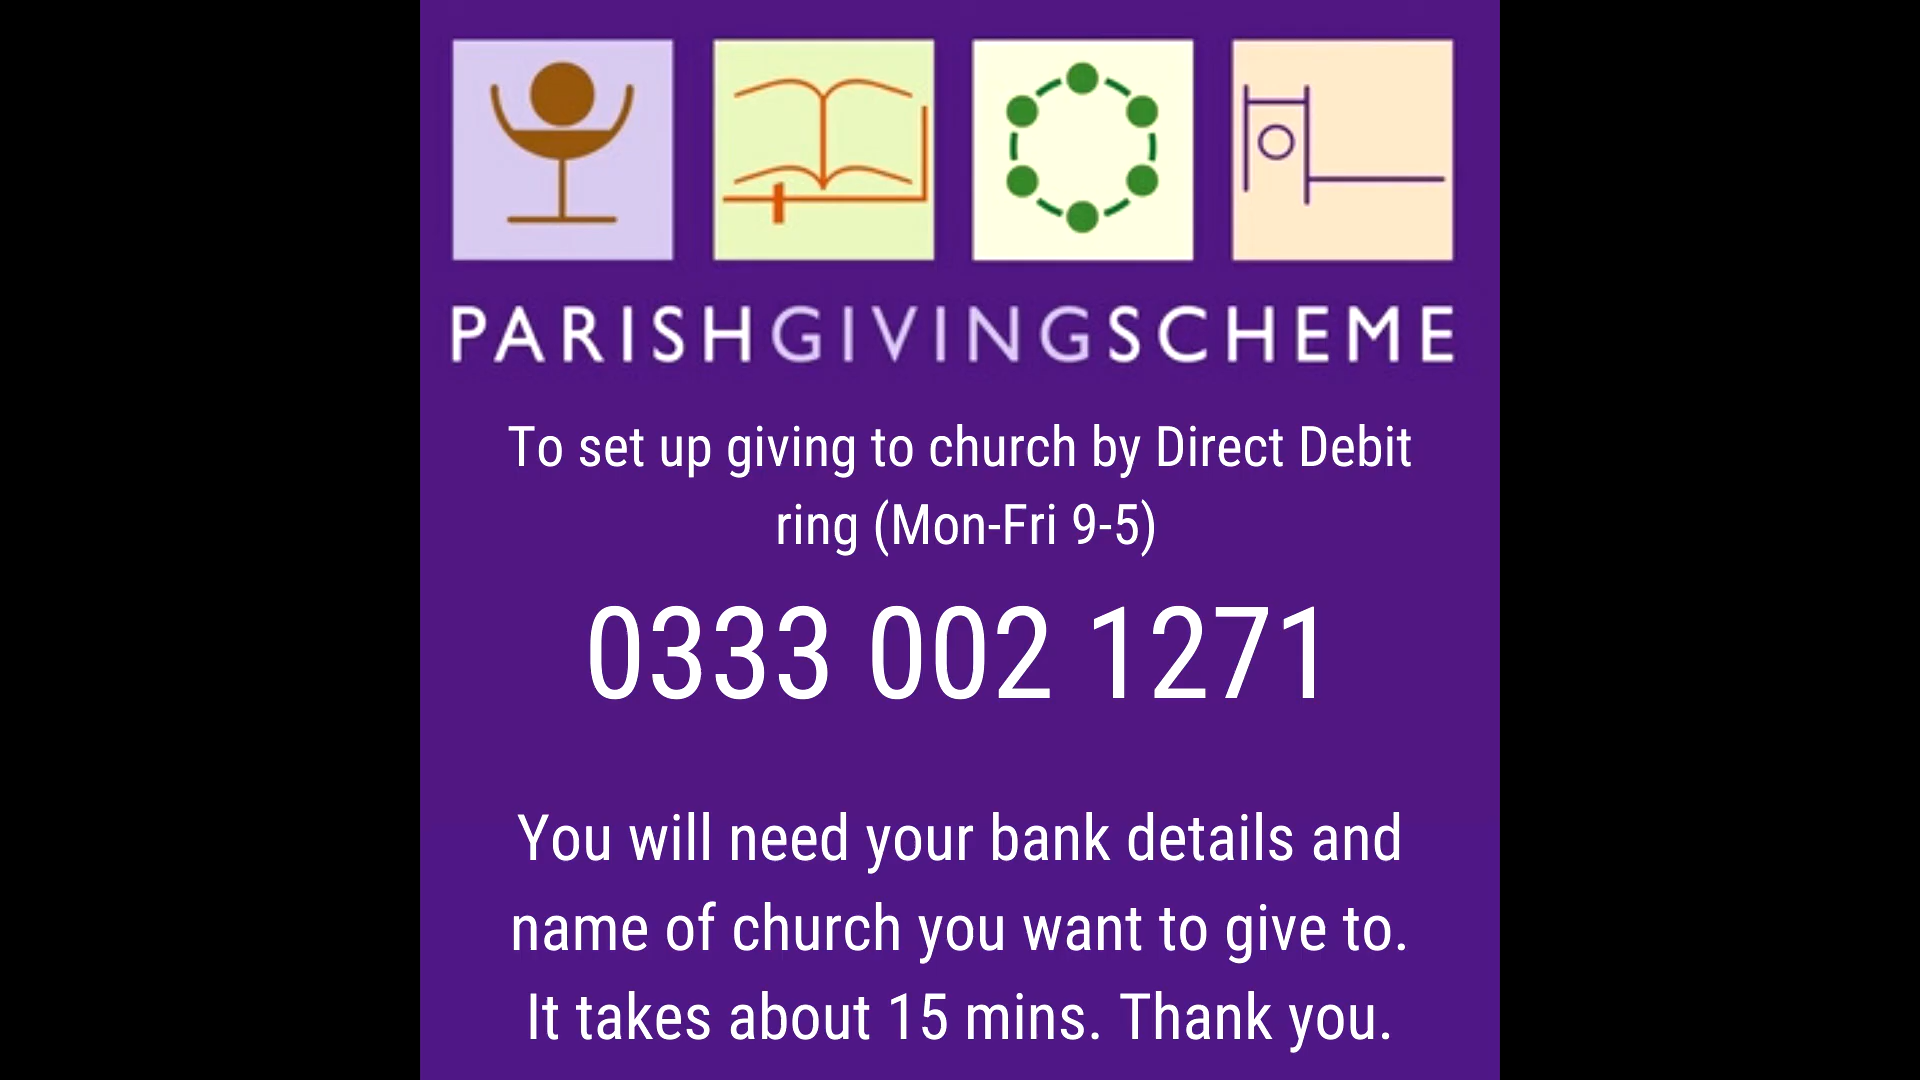 PARISHGIVINGSCHEME
To set up giving to church by Direct Debit
ring (Mon-Fri 9-5)
0333 002 1271
You will need your bank details and
name of church you want to give to.
It takes about 15 mins. Thank you.